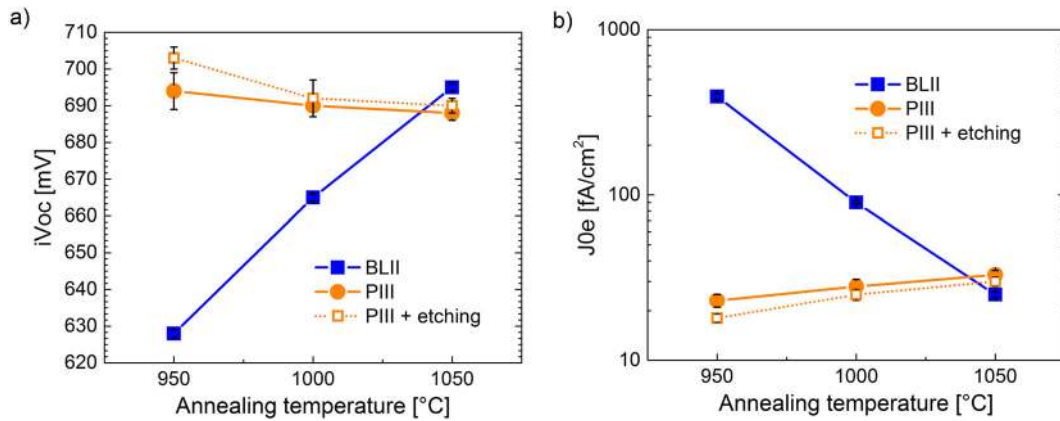 a)
710
700
690
680
670
660
650
640
630
620
iVoc [mV]
BLII
PIII
PIII + etching
950
1000
1050
Annealing temperature [°C]
b)
1000
100
10
J0e [fA/cm²]
BLII
PIII
PIII + etching
950
1000
1050
Annealing temperature [°C]